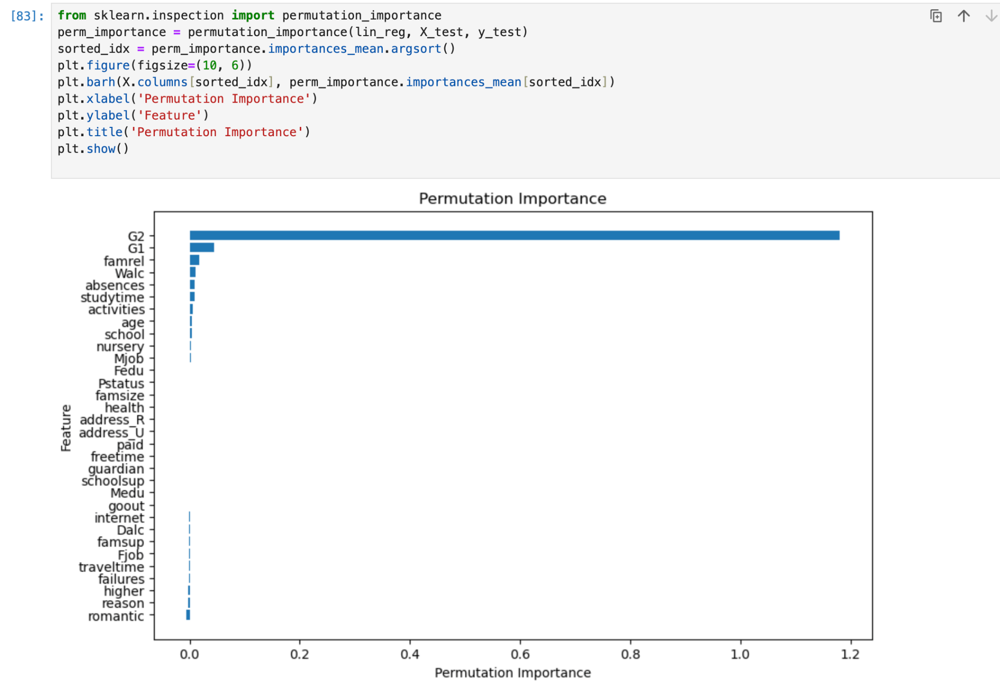 [83]: from sklearn.inspection import permutation_importance
perm_importance = permutation_importance(lin_reg, X_test, y_test)
sorted_idx = perm_importance.importances_mean.argsort()
plt.figure(figsize=(10, 6))
plt.barh(X.columns[sorted_idx], perm_importance.importances_mean[sorted_idx])
plt.xlabel('Permutation Importance')
plt.ylabel('Feature')
plt.title('Permutation Importance')
plt.show()
Permutation Importance
G2
G1
famrel
Walc
absences
studytime
activities
age
school
nursery
Mjob
Fedu
Pstatus
famsize
health
address_R
address_U
paid
freetime
guardian
schoolsup
Medu
goout
internet
Dalc
famsup
Fjob
traveltime
failures
higher
reason
romantic
Feature
0.0 0.2 0.4 0.6 0.8 1.0 1.2
Permutation Importance